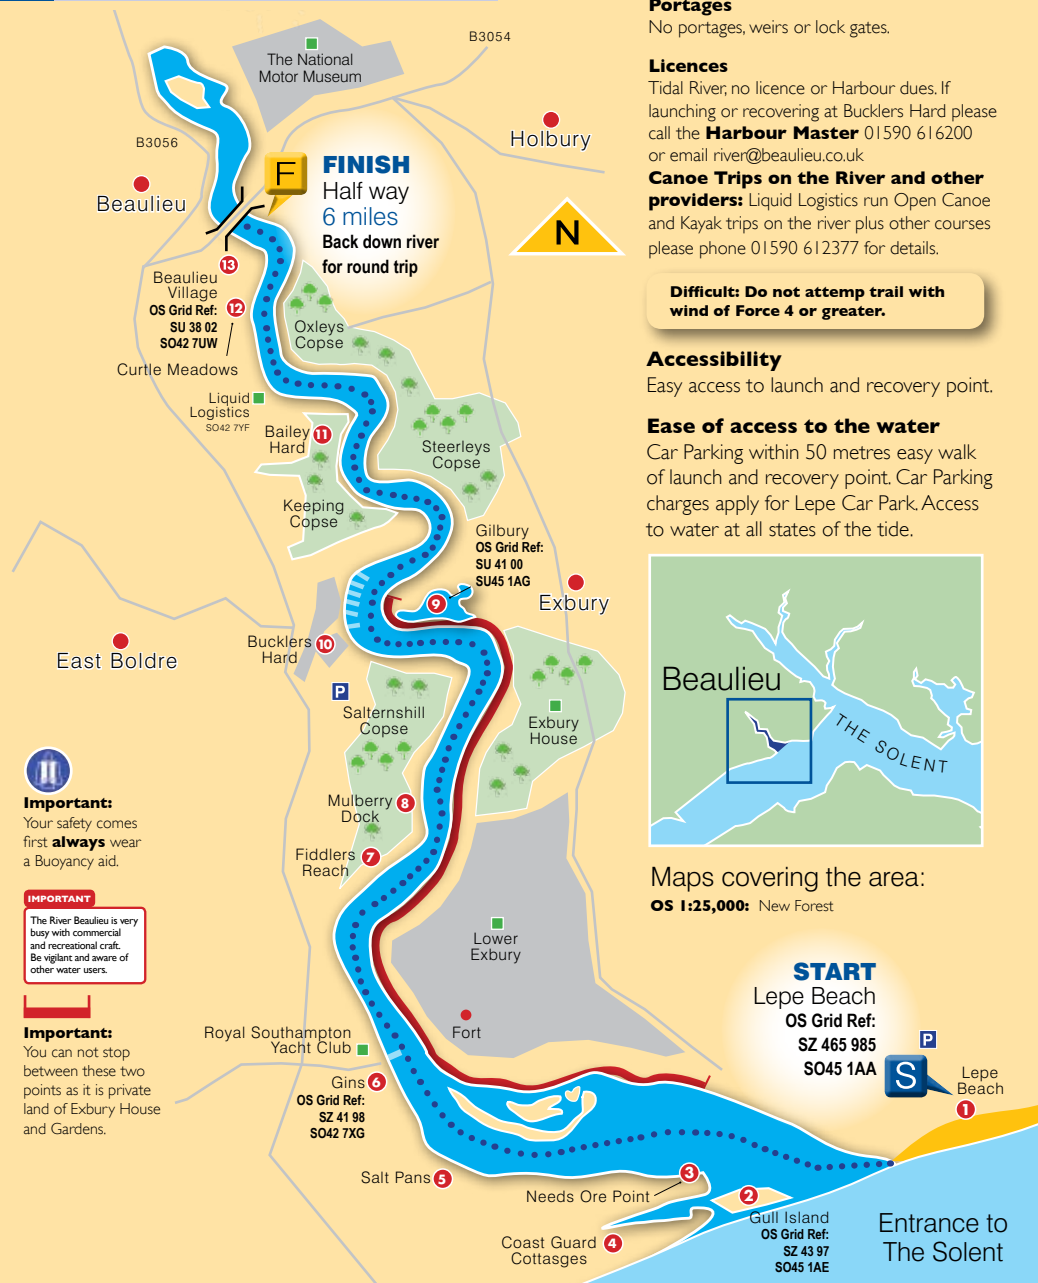 Portages
No portages, weirs or lock gates.
Licences
Tidal River, no licence or Harbour dues. If
launching or recovering at Bucklers Hard please
call the Harbour Master 01590 616200
or email river@beaulieu.co.uk
Canoe Trips on the River and other
providers: Liquid Logistics run Open Canoe
and Kayak trips on the river plus other courses
please phone 01590 612377 for details.
Difficult: Do not attemp trail with
wind of Force 4 or greater.
Accessibility
Easy access to launch and recovery point.
Ease of access to the water
Car Parking within 50 metres easy walk
of launch and recovery point. Car Parking
charges apply for Lepe Car Park. Access
to water at all states of the tide.
Beaulieu
THE SOLENT
Maps covering the area:
OS 1:25,000: New Forest
B3054
The National
Motor Museum
Holbury
B3056
Beaulieu
F
FINISH
Half way
6 miles
Back down river
for round trip
N
13
Beaulieu
Village
OS Grid Ref:
SU 38 02
SO42 7UW
12
Curtle Meadows
Oxleys
Copse
Liquid
Logistics
SO42 7YF
Bailey
Hard
11
Steerleys
Copse
Keeping
Copse
Gilbury
OS Grid Ref:
SU 41 00
SU45 1AG
9
Exbury
Bucklers
Hard
10
East Boldre
P
Salternshill
Copse
Exbury
House
Mulberry
Dock
8
Fiddlers
Reach
7
Important:
Your safety comes
first always wear
a Buoyancy aid.
IMPORTANT
The River Beaulieu is very
busy with commercial
and recreational craft.
Be vigilant and aware of
other water users.
Important:
You can not stop
between these two
points as it is private
land of Exbury House
and Gardens.
Lower
Exbury
Fort
Royal Southampton
Yacht Club
Gins
6
OS Grid Ref:
SZ 41 98
SO42 7XG
START
Lepe Beach
OS Grid Ref:
SZ 465 985
SO45 1AA
P
S
Lepe
Beach
1
Salt Pans
5
3
Needs Ore Point
2
Gull Island
OS Grid Ref:
SZ 43 97
SO45 1AE
Coast Guard
Cottasges
4
Entrance to
The Solent